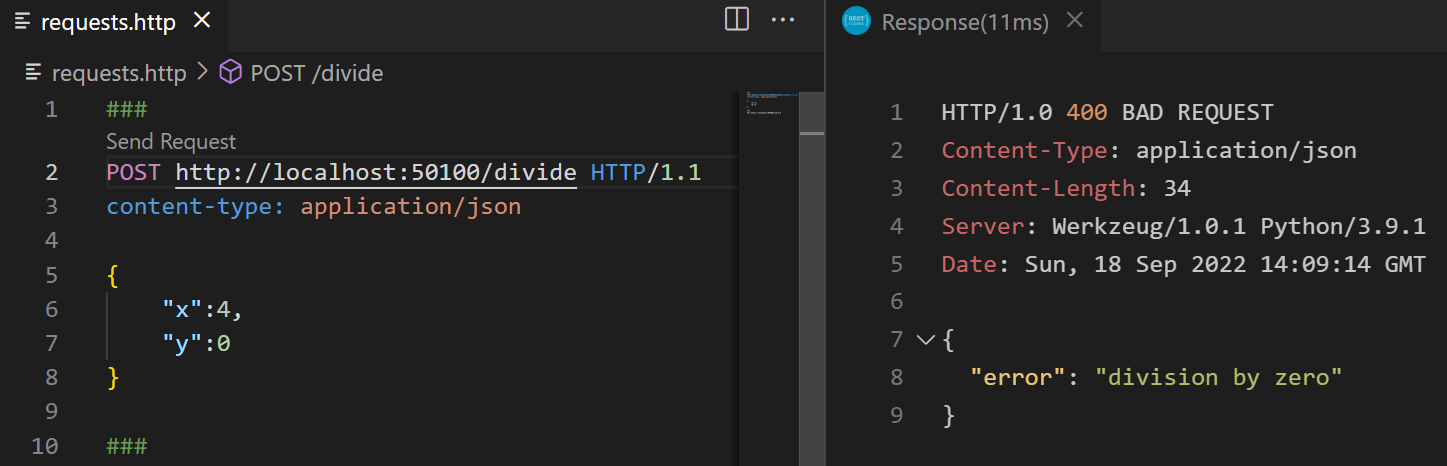 requests.http
requests.http > POST /divide
1 ###
Send Request
2 POST http://localhost:50100/divide HTTP/1.1
3 content-type: application/json
4
5 {
6 "x":4,
7 "y":0
8 }
9
10 ###
Response(11ms)
1 HTTP/1.0 400 BAD REQUEST
2 Content-Type: application/json
3 Content-Length: 34
4 Server: Werkzeug/1.0.1 Python/3.9.1
5 Date: Sun, 18 Sep 2022 14:09:14 GMT
6
7 {
8 "error": "division by zero"
9 }